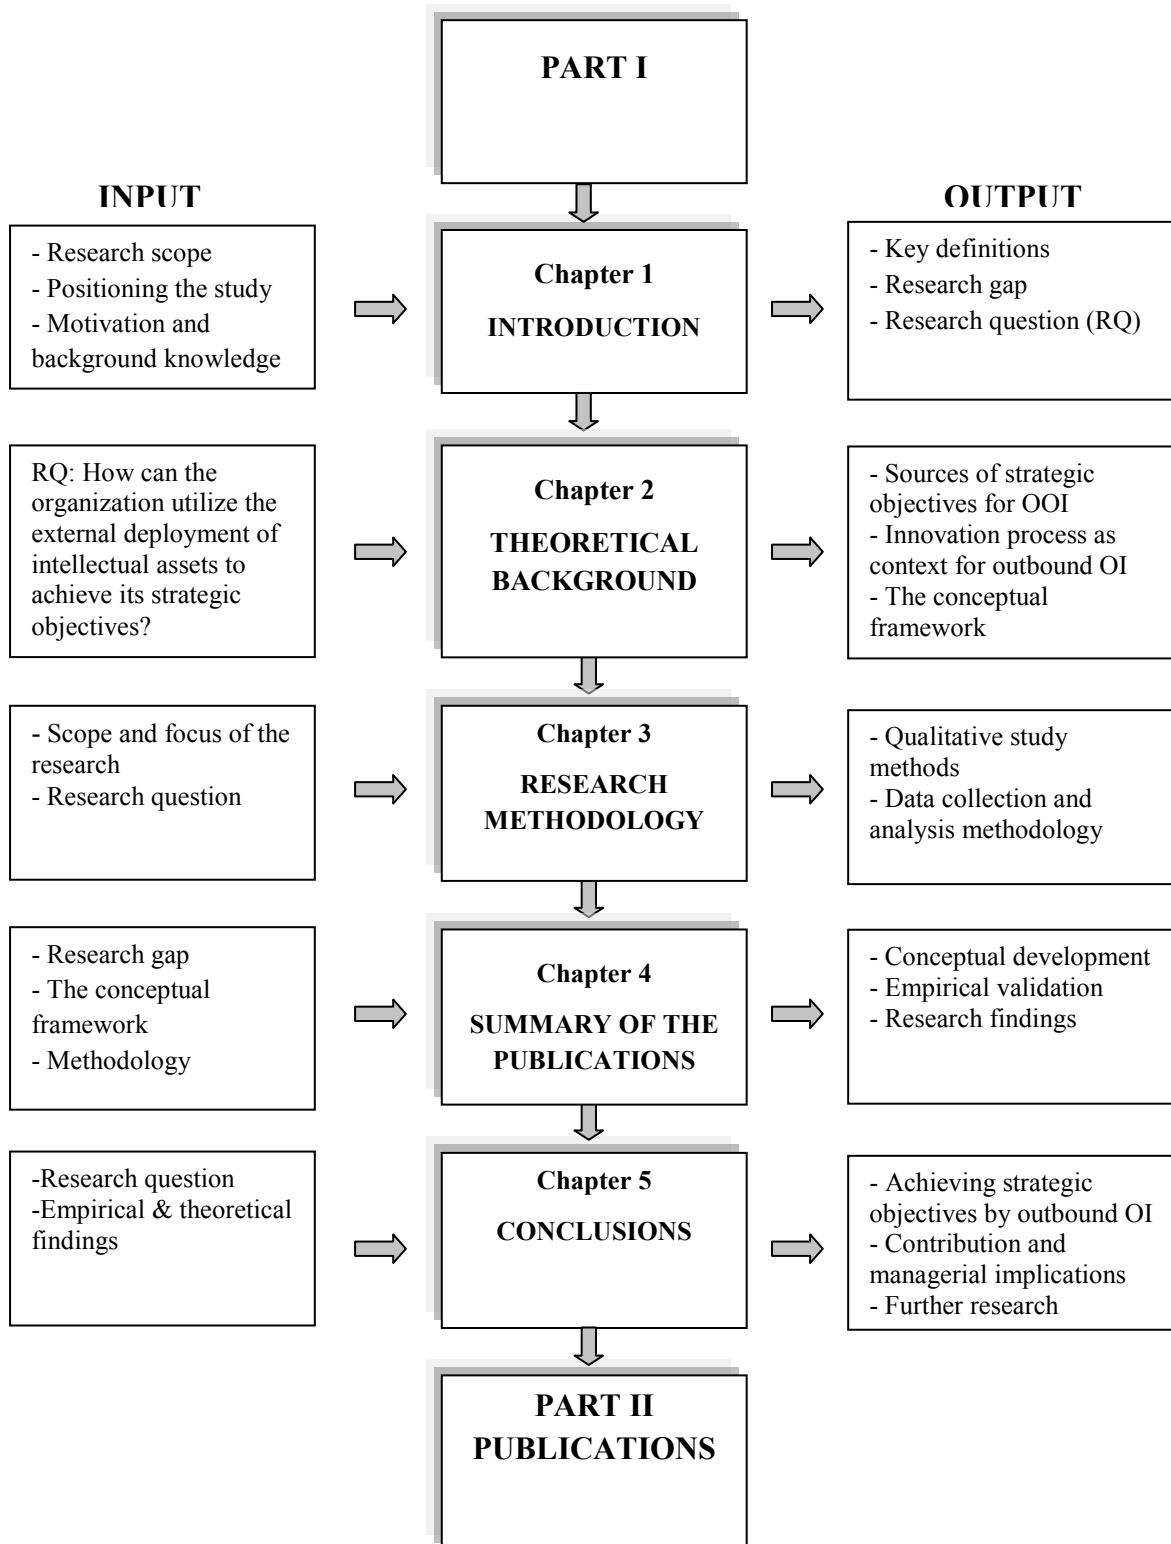 PART I
INPUT
OUTPUT
- Research scope
- Positioning the study
- Motivation and
background knowledge
Chapter 1
INTRODUCTION
- Key definitions
- Research gap
- Research question (RQ)
RQ: How can the
organization utilize the
external deployment of
intellectual assets to
achieve its strategic
objectives?
Chapter 2
THEORETICAL
BACKGROUND
- Sources of strategic
objectives for OOI
- Innovation process as
context for outbound OI
- The conceptual
framework
- Scope and focus of the
research
- Research question
Chapter 3
RESEARCH
METHODOLOGY
- Qualitative study
methods
- Data collection and
analysis methodology
- Research gap
- The conceptual
framework
- Methodology
Chapter 4
SUMMARY OF THE
PUBLICATIONS
- Conceptual development
- Empirical validation
- Research findings
-Research question
-Empirical & theoretical
findings
Chapter 5
CONCLUSIONS
- Achieving strategic
objectives by outbound OI
- Contribution and
managerial implications
- Further research
PART II
PUBLICATIONS